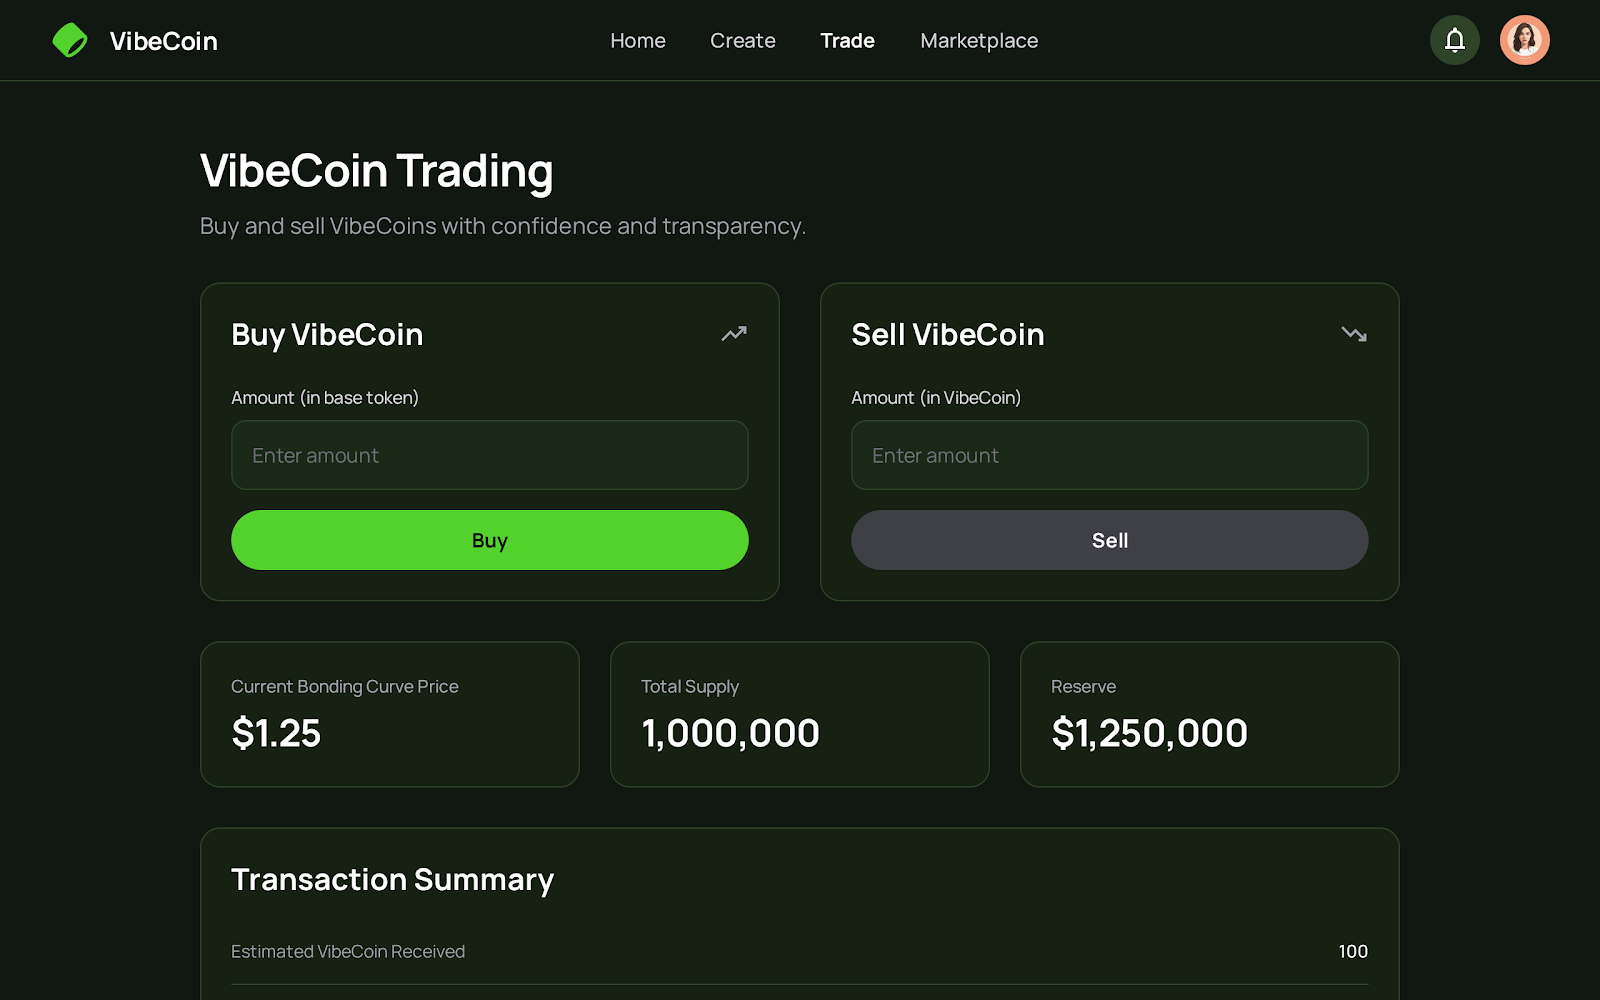 VibeCoin
Home
Create
Trade
Marketplace
VibeCoin Trading
Buy and sell VibeCoins with confidence and transparency.
Buy VibeCoin
Amount (in base token)
Enter amount
Buy
Sell VibeCoin
Amount (in VibeCoin)
Enter amount
Sell
Current Bonding Curve Price
$1.25
Total Supply
1,000,000
Reserve
$1,250,000
Transaction Summary
Estimated VibeCoin Received
100